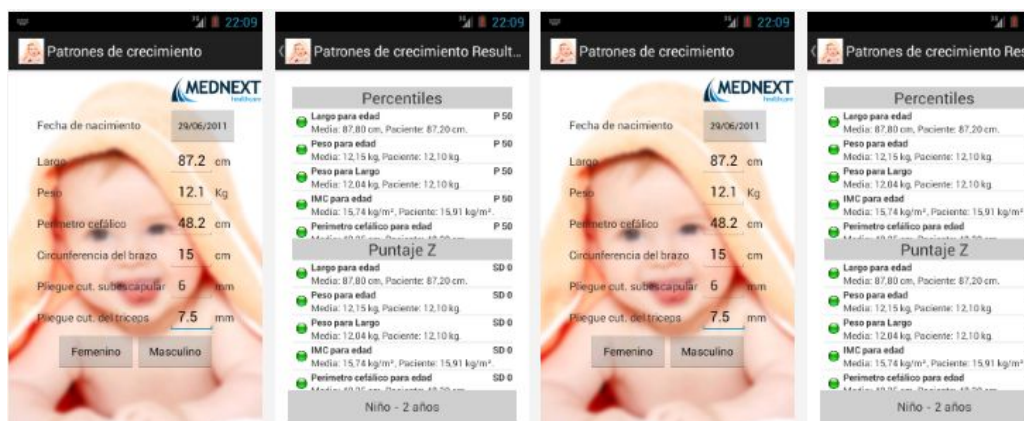 22:09
Patrones de crecimiento
MEDNEXT
healthcare
Fecha de nacimiento 29/06/2011
Largo 87.2 cm
Peso 12.1 Kg
Perimetro cefálico 48.2 cm
Circunferencia del brazo 15 cm
Pliegue cut. subescapular 6 mm
Pliegue cut. del triceps 7.5 mm
Femenino Masculino
22:09
Patrones de crecimiento Result...
Percentiles
Largo para edad P 50
Media: 87,80 cm, Paciente: 87,20 cm.
Peso para edad P 50
Media: 12,15 kg, Paciente: 12,10 kg
Peso para Largo P 50
Media: 12,04 kg, Paciente: 12,10 kg
IMC para edad P 50
Media: 15,74 kg/m², Paciente: 15,91 kg/m².
Perimetro cefálico para edad P 50
Puntaje Z
Largo para edad SD 0
Media: 87,80 cm, Paciente: 87,20 cm.
Peso para edad SD 0
Media: 12,15 kg, Paciente: 12,10 kg
Peso para Largo SD 0
Media: 12,04 kg, Paciente: 12,10 kg
IMC para edad SD 0
Media: 15,74 kg/m², Paciente: 15,91 kg/m².
Perimetro cefálico para edad SD 0
Niño - 2 años
22:09
Patrones de crecimiento
MEDNEXT
healthcare
Fecha de nacimiento 29/06/2011
Largo 87.2 cm
Peso 12.1 Kg
Perimetro cefálico 48.2 cm
Circunferencia del brazo 15 cm
Pliegue cut. subescapular 6 mm
Pliegue cut. del triceps 7.5 mm
Femenino Masculino
Patrones de crecimiento Res
Percentiles
Largo para edad
Media: 87,80 cm, Paciente: 87,20 cm.
Peso para edad
Media: 12,15 kg, Paciente: 12,10 kg
Peso para Largo
Media: 12,04 kg, Paciente: 12,10 kg
IMC para edad
Media: 15,74 kg/m², Paciente: 15,91 kg/m²
Perimetro cefálico para edad
Puntaje Z
Largo para edad
Media: 87,80 cm, Paciente: 87,20 cm.
Peso para edad
Media: 12,15 kg, Paciente: 12,10 kg
Peso para Largo
Media: 12,04 kg, Paciente: 12,10 kg
IMC para edad
Media: 15,74 kg/m², Paciente: 15,91 kg/m²
Perimetro cefálico para edad
Niño - 2 años